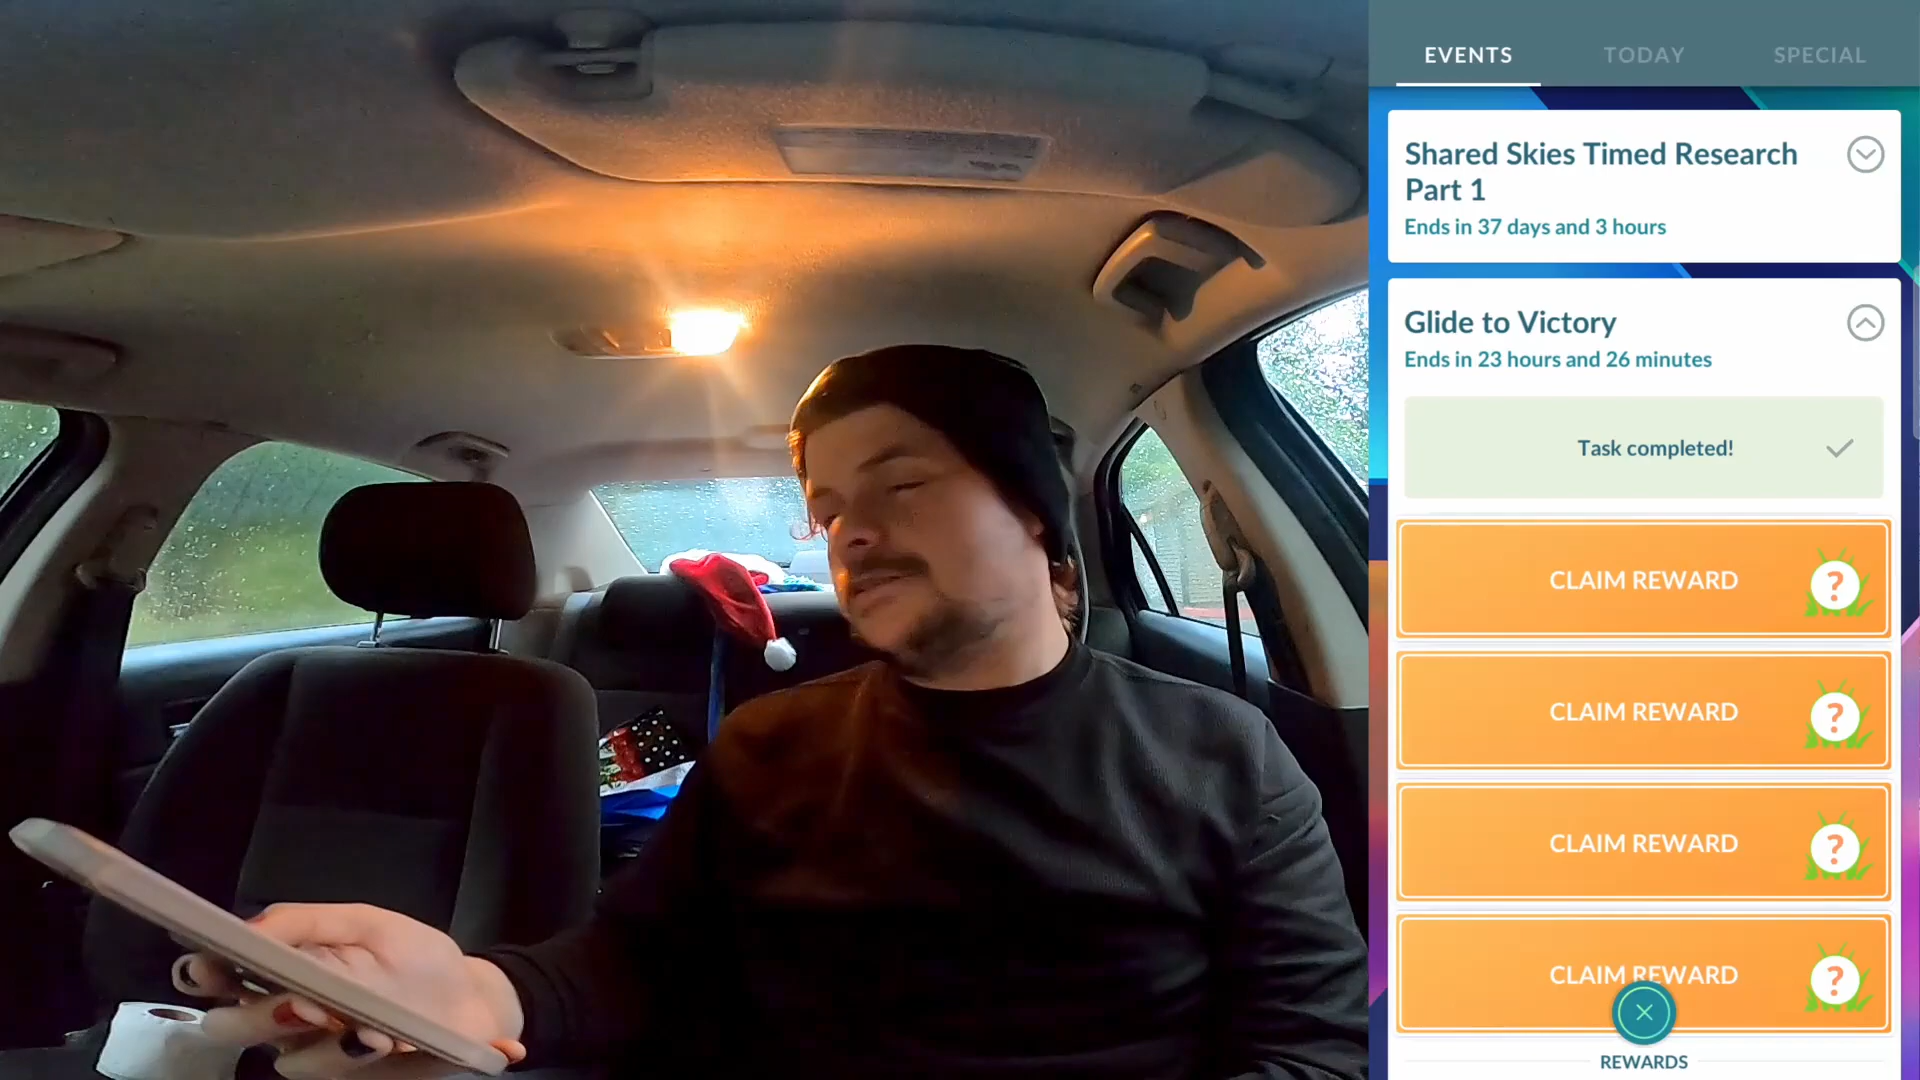 EVENTS
TODAY
SPECIAL
Shared Skies Timed Research
Part 1
Ends in 37 days and 3 hours
Glide to Victory
Ends in 23 hours and 26 minutes
Task completed!
CLAIM REWARD
?
CLAIM REWARD
?
CLAIM REWARD
?
CLAIM REWARD
?
REWARDS